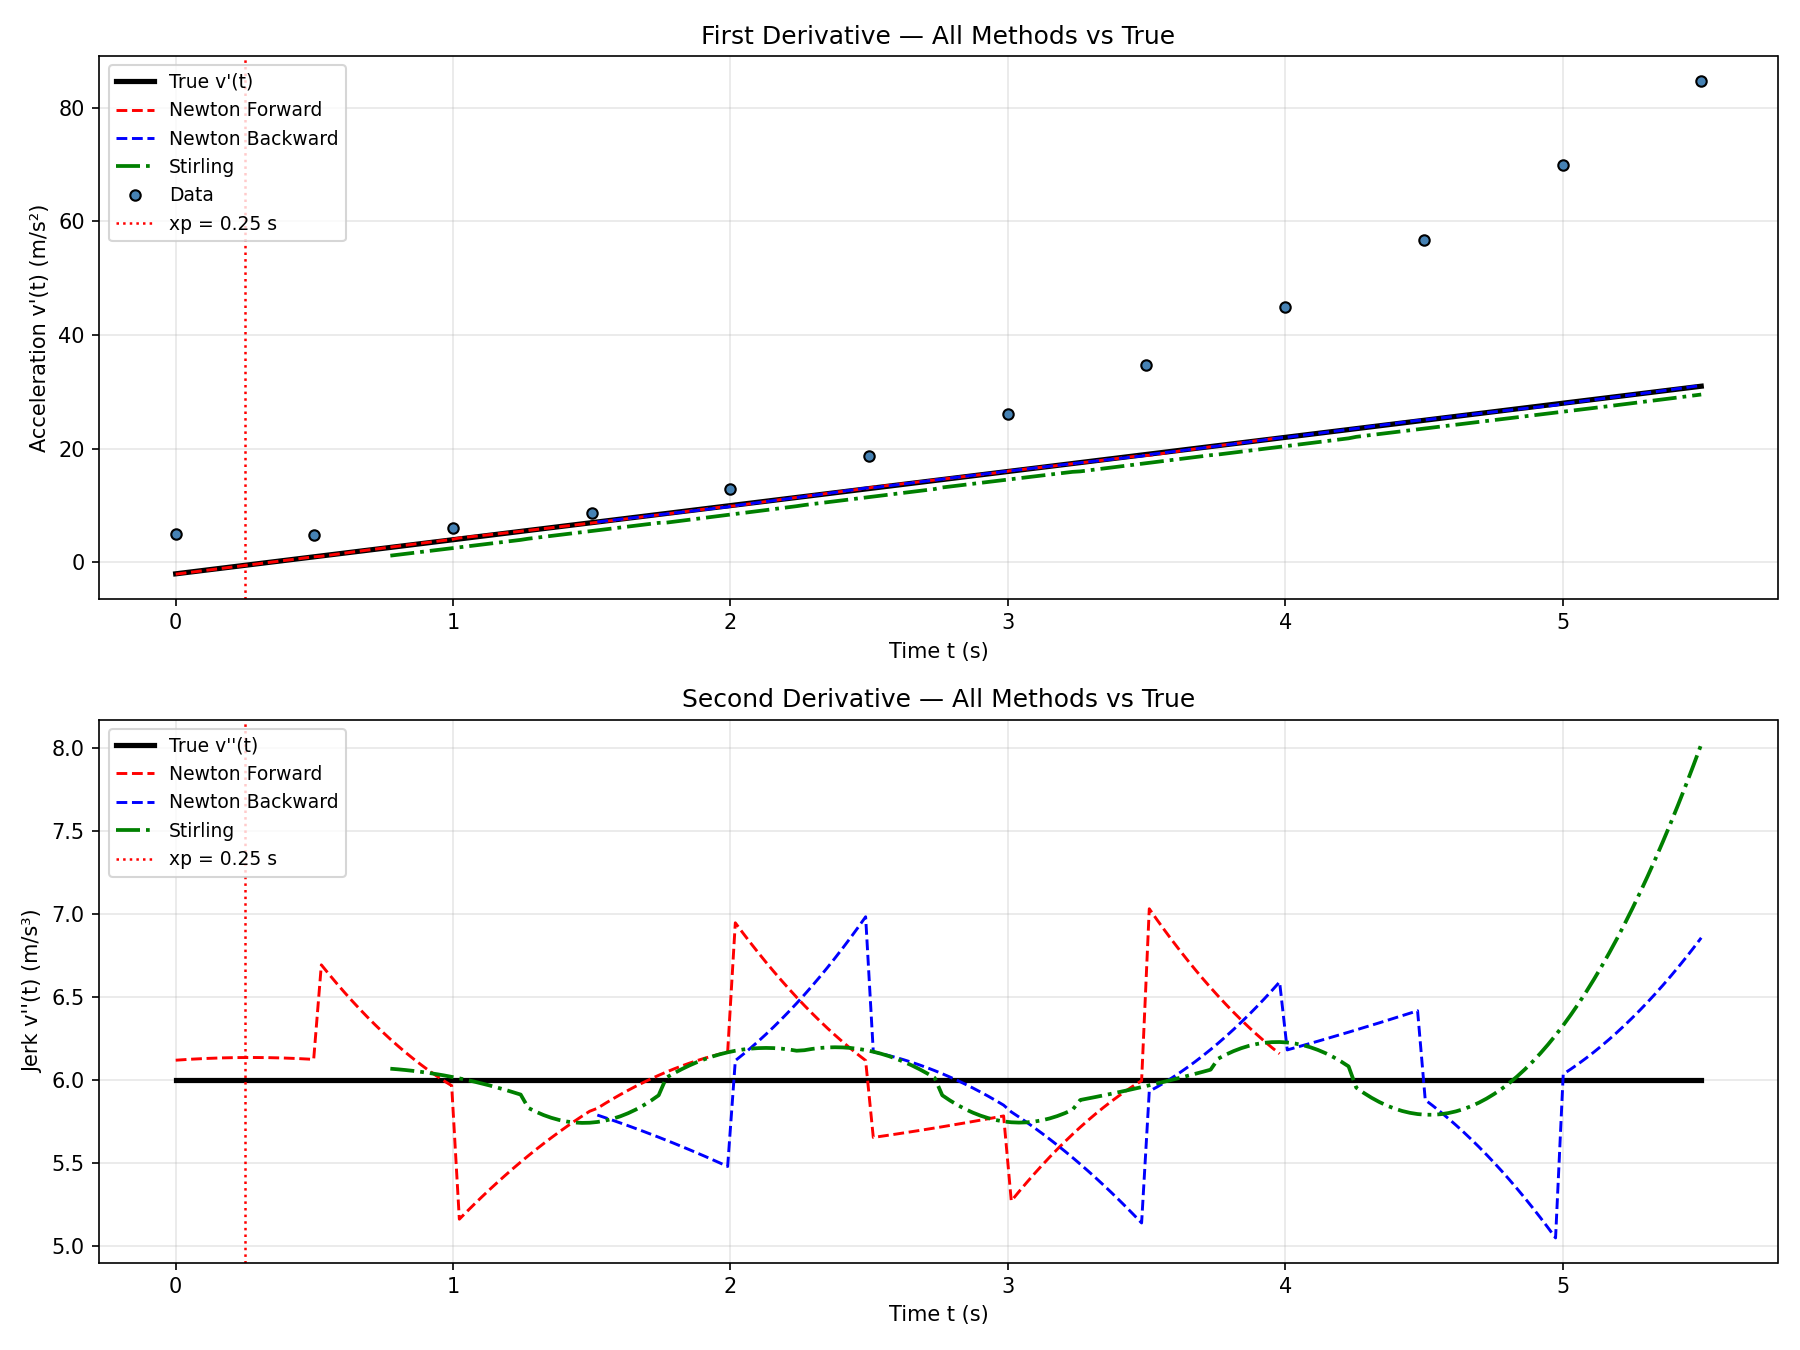 First Derivative — All Methods vs True
True v'(t)
Newton Forward
Newton Backward
Stirling
Data
xp = 0.25 s
Acceleration v'(t) (m/s²)
80
60
40
20
0
0 1 2 3 4 5
Time t (s)
Second Derivative — All Methods vs True
True v''(t)
Newton Forward
Newton Backward
Stirling
xp = 0.25 s
Jerk v''(t) (m/s³)
8.0
7.5
7.0
6.5
6.0
5.5
5.0
0 1 2 3 4 5
Time t (s)